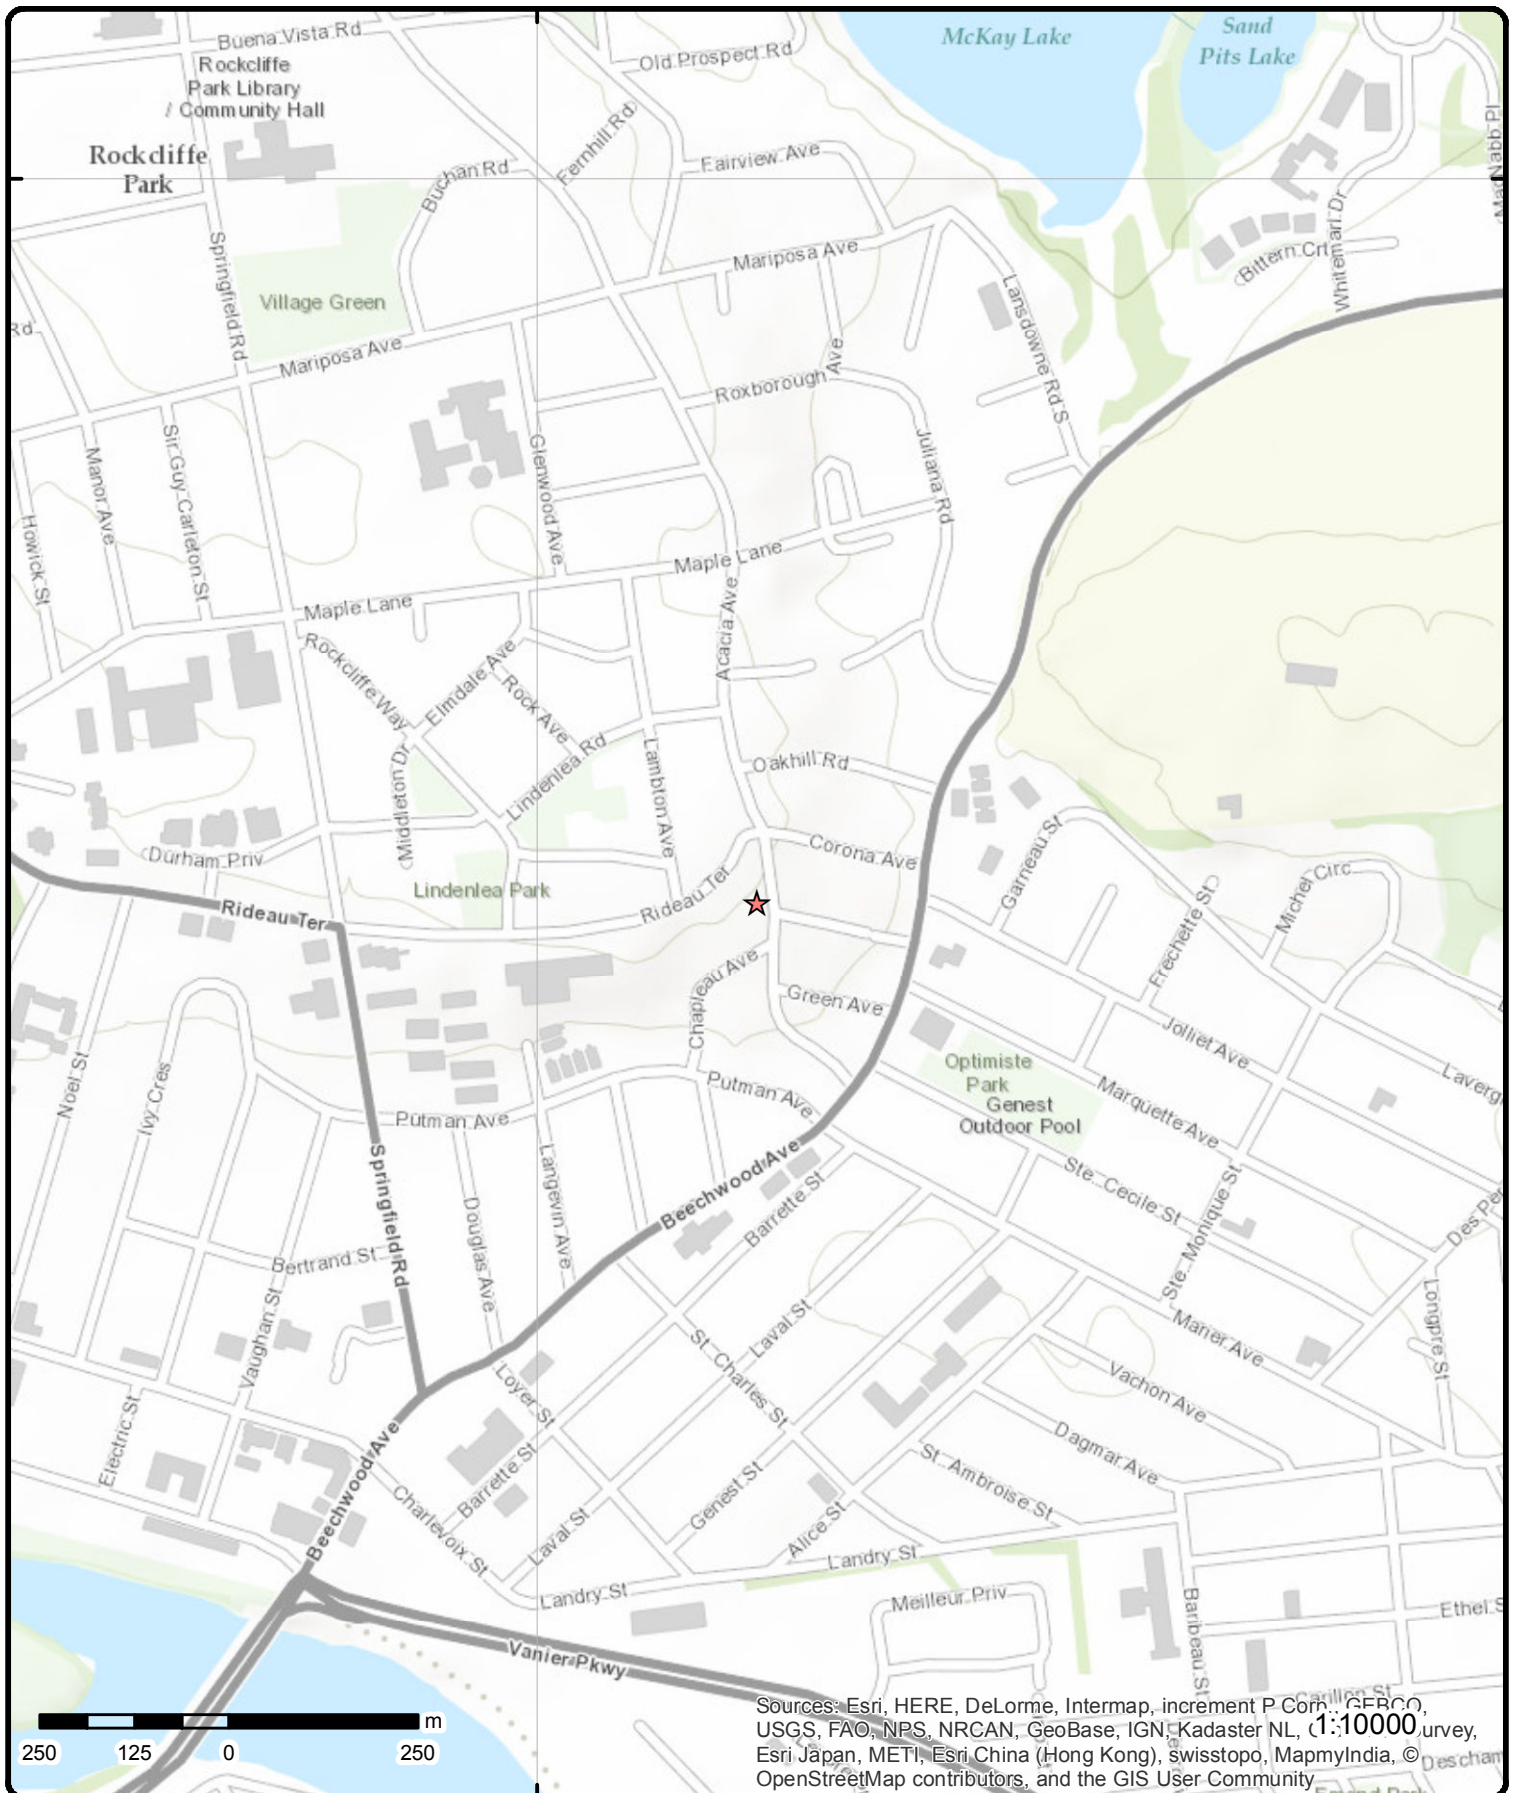 Buena Vista Rd
Rockcliffe
Park Library
/ Community Hall
Old Prospect Rd
McKay Lake
Sand
Pits Lake
Rockcliffe
Park
Fernhill Rd
Fairview Ave
Buchan Rd
MacNabb Pl
Springfield Rd
Village Green
Mariposa Ave
Mariposa Ave
Bittern Crt
Whitemarl Dr
Lansdowne Rd S
Rd
Roxborough Ave
Manor Ave
Sir Guy Carleton St
Howick St
Glenwood Ave
Juliana Rd
Maple Lane
Maple Lane
Acacia Ave
Rockcliffe Way
Elmdale Ave
Rock Ave
Lindenlea Rd
Middleton Dr
Lambton Ave
Oakhill Rd
Corona Ave
Durham Priv
Lindenlea Park
Rideau Ter
Rideau Ter
Garneau St
Frechette St
Michel Circ
Chapleau Ave
Green Ave
Optimiste
Park
Genest
Outdoor Pool
Jolliet Ave
Marquette Ave
Laverg
Noel St
Ivy Cres
Putman Ave
Putman Ave
Springfield Rd
Douglas Ave
Langevin Ave
Beechwood Ave
Barrette St
Ste. Cecile St
Ste. Monique St
Des Per
Bertrand St
Vaughan St
Laval St
St. Charles St
Marier Ave
Longpre St
Vachon Ave
Loyer St
Electric St
Beechwood Ave
Barrette St
Charlevoix St
Laval St
Genest St
Alice St
St. Ambroise St
Dagmar Ave
Landry St
Landry St
Meilleur Priv
Baribeau St
Ethel S
Vanier Pkwy
Carillon St
250 125 0 250 m
1:10000
Sources: Esri, HERE, DeLorme, Intermap, increment P Corp., GEBCO,
USGS, FAO, NPS, NRCAN, GeoBase, IGN, Kadaster NL, urvey,
Esri Japan, METI, Esri China (Hong Kong), swisstopo, MapmyIndia, ©
OpenStreetMap contributors, and the GIS User Community
Descham